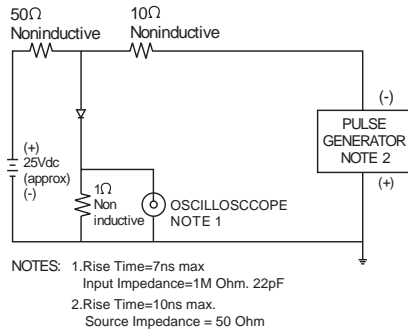 50Ω
Noninductive
10Ω
Noninductive
(+)
25Vdc
(approx)
(-)
1Ω
Non
inductive
OSCILLOSCCOPE
NOTE 1
(-)
PULSE
GENERATOR
NOTE 2
(+)
NOTES: 1.Rise Time=7ns max
Input Impedance=1M Ohm. 22pF
2.Rise Time=10ns max.
Source Impedance = 50 Ohm